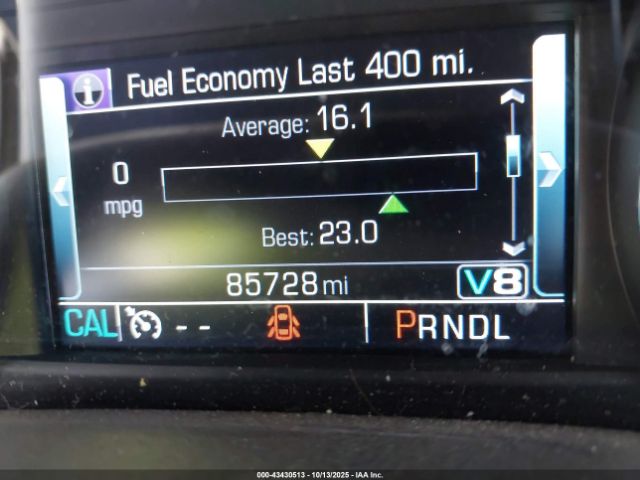 Fuel Economy Last 400 mi.
Average: 16.1
0
mpg
Best: 23.0
85728 mi
V8
CAL
- -
PRNDL
000-43430513 - 10/13/2025 - IAA Inc.